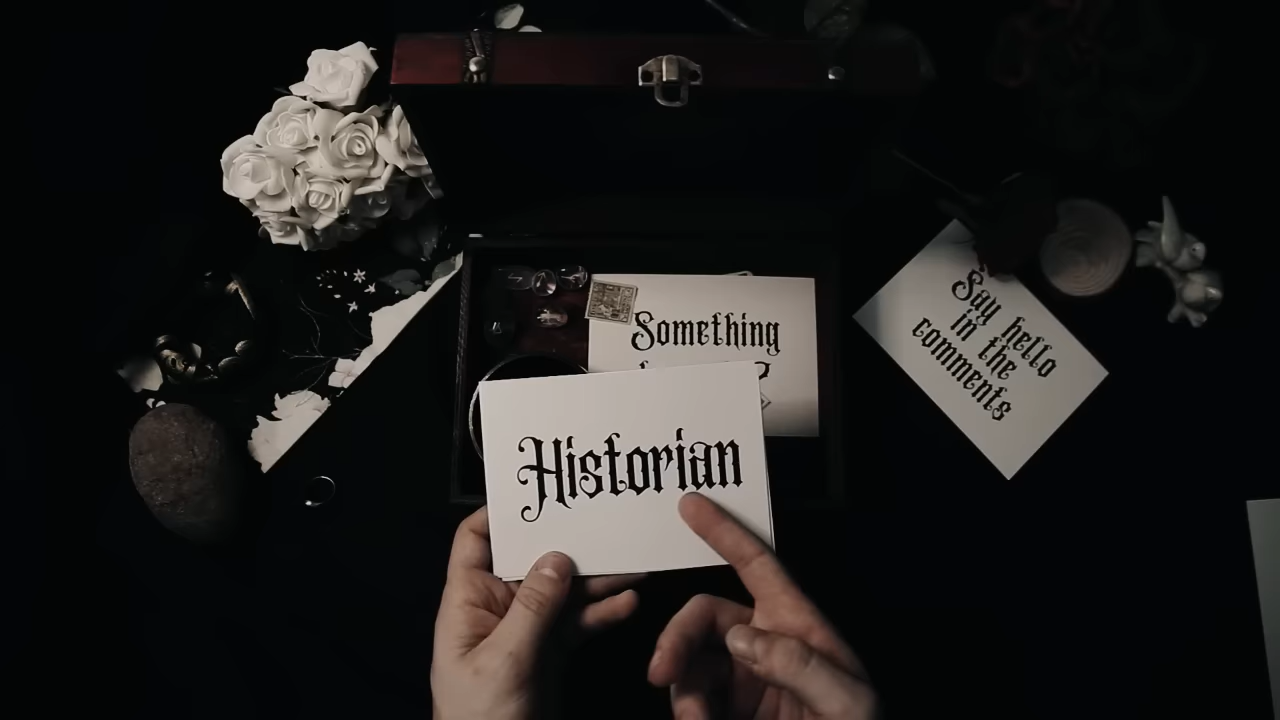 Something
Historian
Say hello
in the
comments